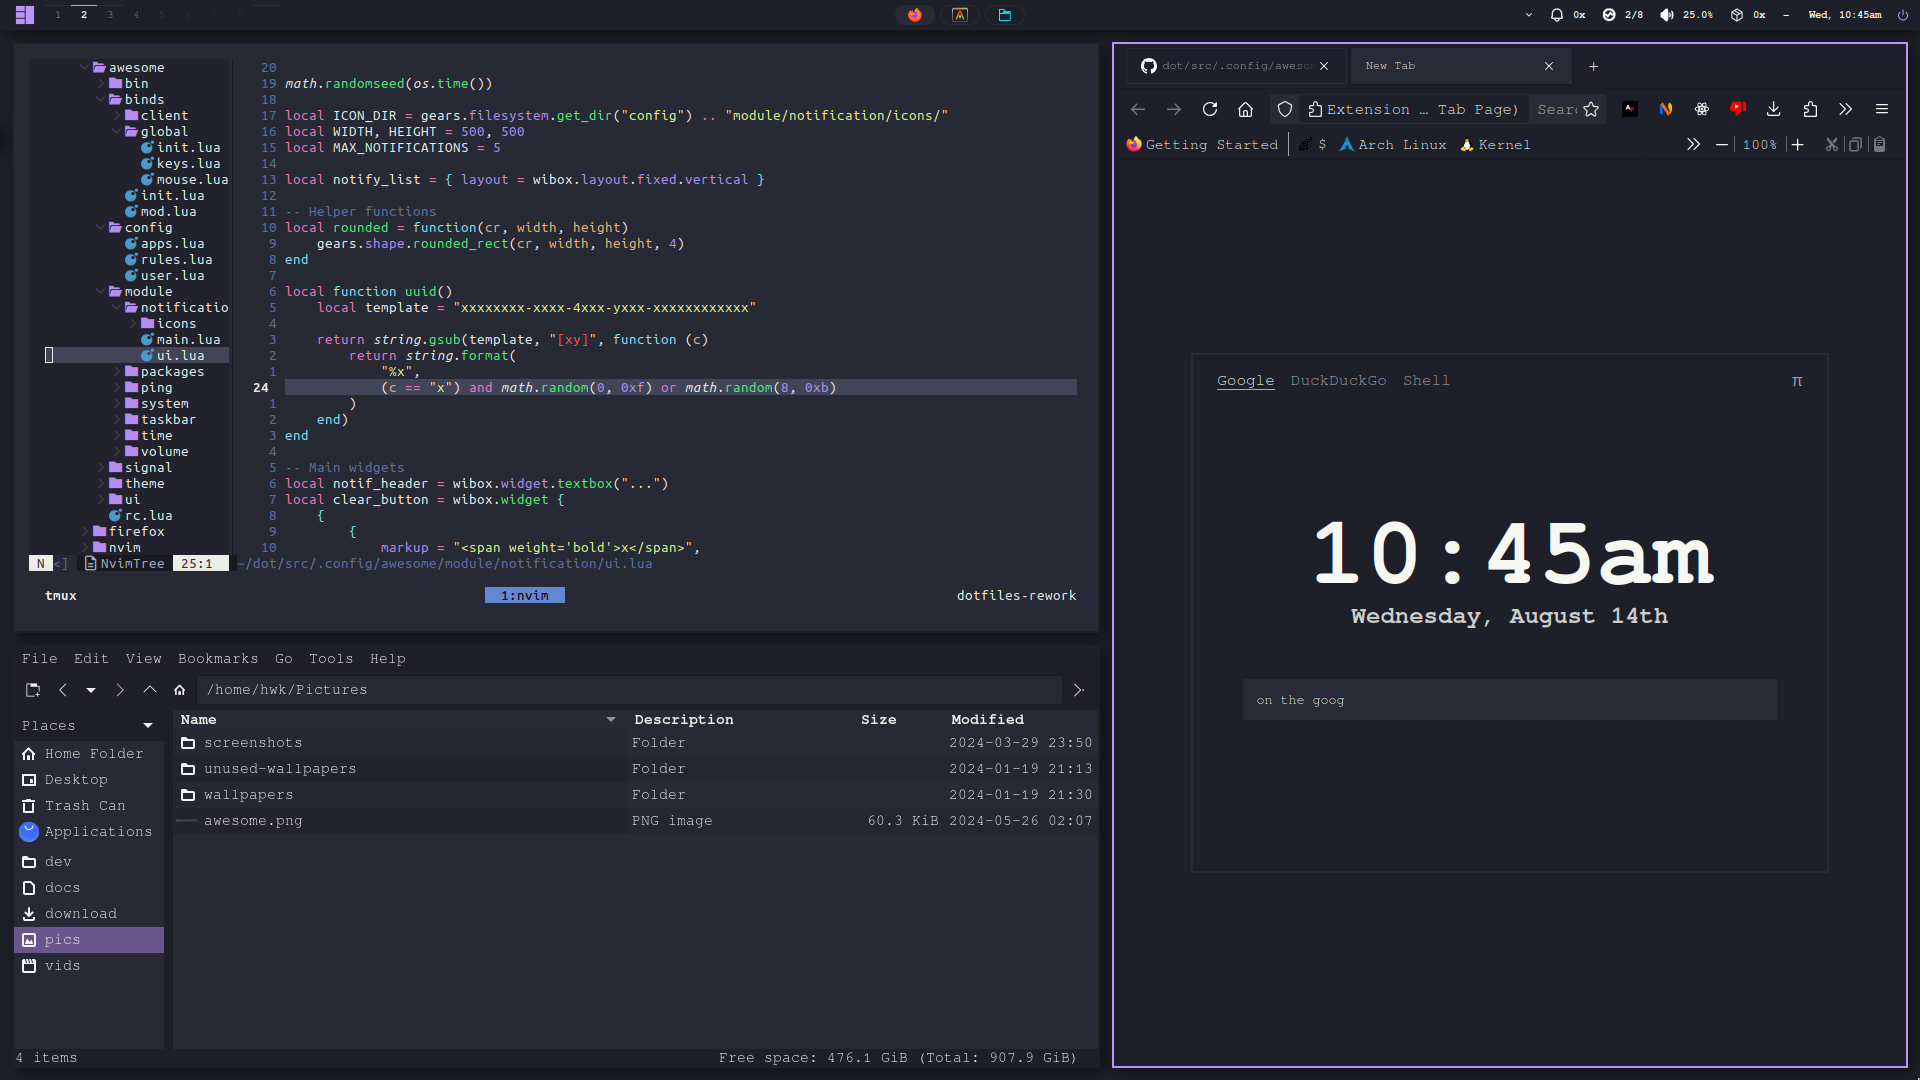 1 2 3 4 5
0x 2/8 25.0% 0x - Wed, 10:45am
awesome
bin
binds
client
global
init.lua
keys.lua
mouse.lua
init.lua
mod.lua
config
apps.lua
rules.lua
user.lua
module
notificatio
icons
main.lua
ui.lua
packages
ping
system
taskbar
time
volume
signal
theme
ui
rc.lua
firefox
nvim
20
19 math.randomseed(os.time())
18
17 local ICON_DIR = gears.filesystem.get_dir("config") .. "module/notification/icons/"
16 local WIDTH, HEIGHT = 500, 500
15 local MAX_NOTIFICATIONS = 5
14
13 local notify_list = { layout = wibox.layout.fixed.vertical }
12
11 -- Helper functions
10 local rounded = function(cr, width, height)
9 gears.shape.rounded_rect(cr, width, height, 4)
8 end
7
6 local function uuid()
5 local template = "xxxxxxxx-xxxx-4xxx-yxxx-xxxxxxxxxxxx"
4
3 return string.gsub(template, "[xy]", function (c)
2 return string.format(
1 "%x",
24 (c == "x") and math.random(0, 0xf) or math.random(8, 0xb)
1 )
2 end)
3 end
4
5 -- Main widgets
6 local notif_header = wibox.widget.textbox("...")
7 local clear_button = wibox.widget {
8 {
9 {
10 markup = "<span weight='bold'>x</span>",
N <] NvimTree 25:1 ~/dot/src/.config/awesome/module/notification/ui.lua
tmux 1:nvim dotfiles-rework
File Edit View Bookmarks Go Tools Help
/home/hwk/Pictures
Places
Home Folder
Desktop
Trash Can
Applications
dev
docs
download
pics
vids
Name Description Size Modified
screenshots Folder 2024-03-29 23:50
unused-wallpapers Folder 2024-01-19 21:13
wallpapers Folder 2024-01-19 21:30
awesome.png PNG image 60.3 KiB 2024-05-26 02:07
4 items Free space: 476.1 GiB (Total: 907.9 GiB)
dot/src/.config/aweson New Tab
Extension … Tab Page) Sear
Getting Started $ Arch Linux Kernel 100%
Google DuckDuckGo Shell π
10:45am
Wednesday, August 14th
on the goog